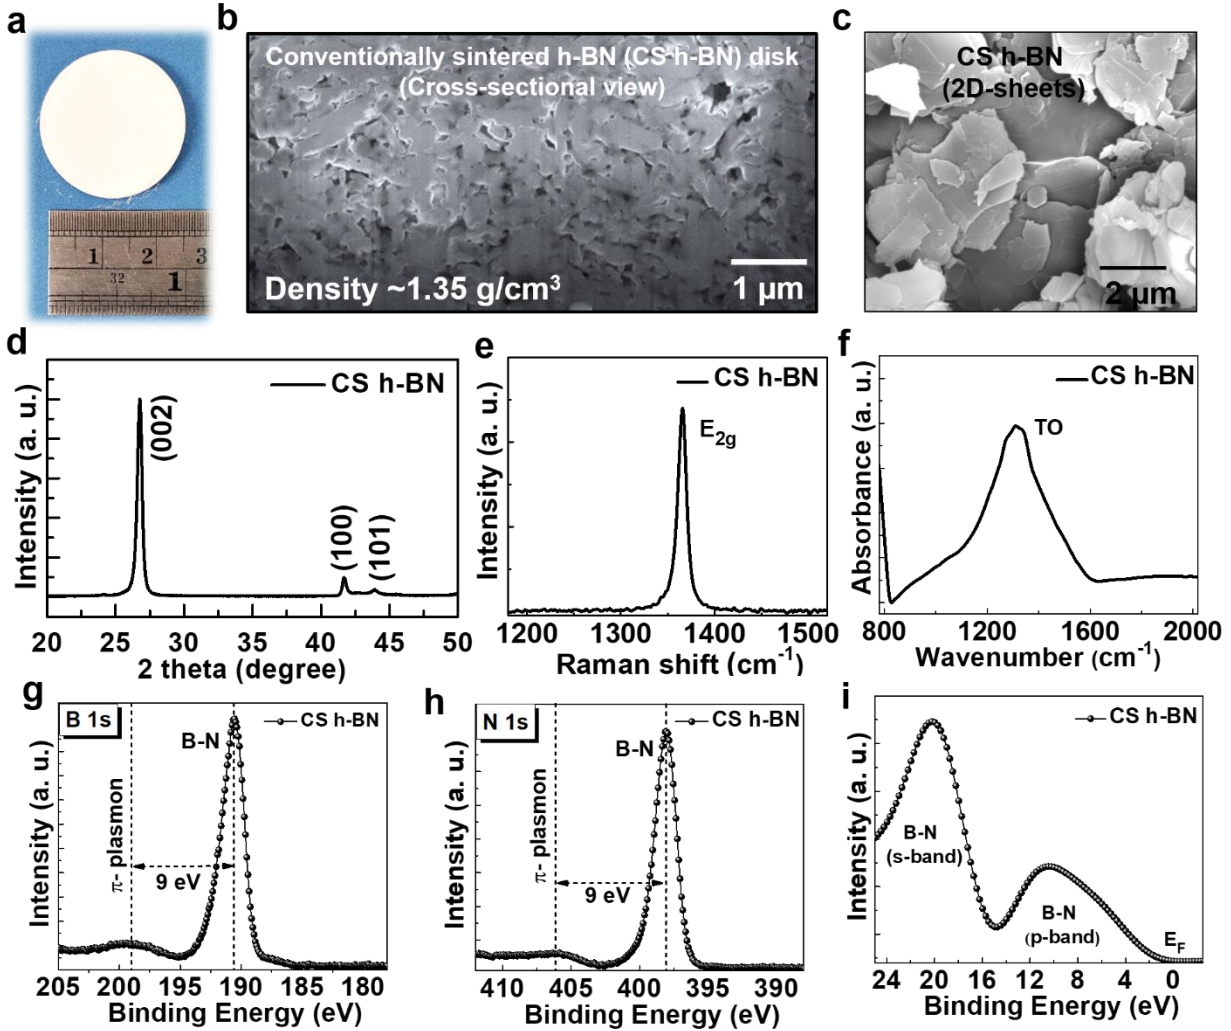 a
1 2 3
32 1
b
Conventionally sintered h-BN (CS h-BN) disk
(Cross-sectional view)
Density ~1.35 g/cm³
1 µm
c
CS h-BN
(2D-sheets)
2 µm
d
CS h-BN
(002)
(100)
(101)
Intensity (a. u.)
20 25 30 35 40 45 50
2 theta (degree)
e
CS h-BN
E2g
Intensity (a. u.)
1200 1300 1400 1500
Raman shift (cm⁻¹)
f
CS h-BN
TO
Absorbance (a. u.)
800 1200 1600 2000
Wavenumber (cm⁻¹)
g
B 1s
CS h-BN
B-N
π- plasmon
9 eV
Intensity (a. u.)
205 200 195 190 185 180
Binding Energy (eV)
h
N 1s
CS h-BN
B-N
π- plasmon
9 eV
Intensity (a. u.)
410 405 400 395 390
Binding Energy (eV)
i
CS h-BN
B-N
(s-band)
B-N
(p-band)
EF
Intensity (a. u.)
24 20 16 12 8 4 0
Binding Energy (eV)